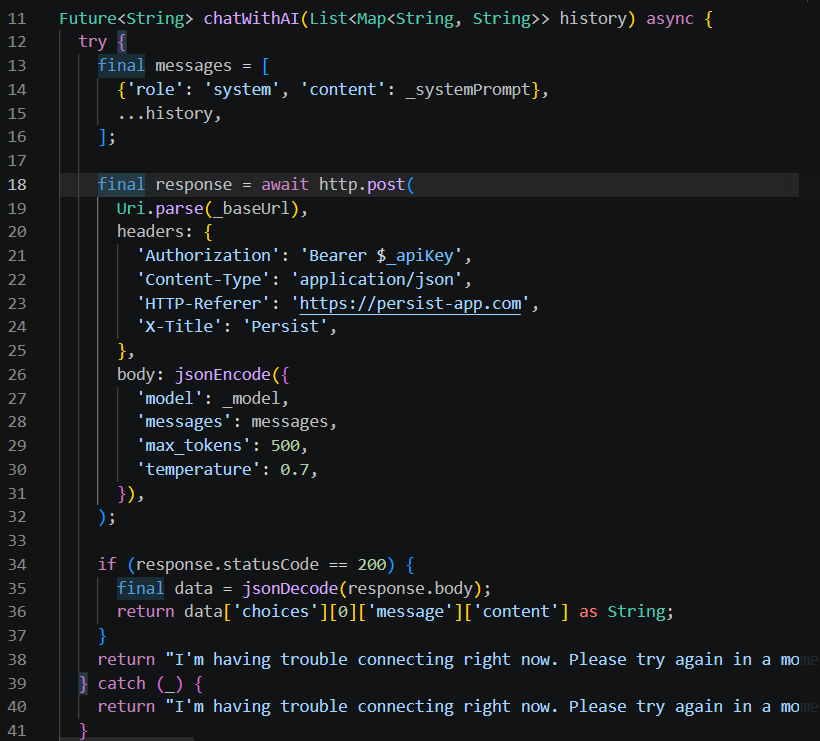 11 Future<String> chatWithAI(List<Map<String, String>> history) async {
12   try {
13     final messages = [
14       {'role': 'system', 'content': _systemPrompt},
15       ...history,
16     ];
17
18     final response = await http.post(
19       Uri.parse(_baseUrl),
20       headers: {
21         'Authorization': 'Bearer $_apiKey',
22         'Content-Type': 'application/json',
23         'HTTP-Referer': 'https://persist-app.com',
24         'X-Title': 'Persist',
25       },
26       body: jsonEncode({
27         'model': _model,
28         'messages': messages,
29         'max_tokens': 500,
30         'temperature': 0.7,
31       }),
32     );
33
34     if (response.statusCode == 200) {
35       final data = jsonDecode(response.body);
36       return data['choices'][0]['message']['content'] as String;
37     }
38     return "I'm having trouble connecting right now. Please try again in a mome
39   } catch (_) {
40     return "I'm having trouble connecting right now. Please try again in a mome
41   }